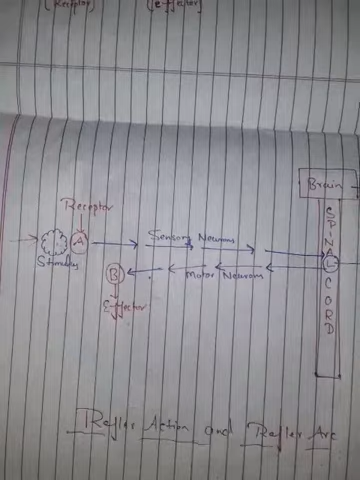 [Receptor]
[Effector]
Brain
Receptor
A
Stimulus
Sensory Neurons
B
Motor Neurons
Effector
SPINAL CORD
Reflex Action and Reflex Arc